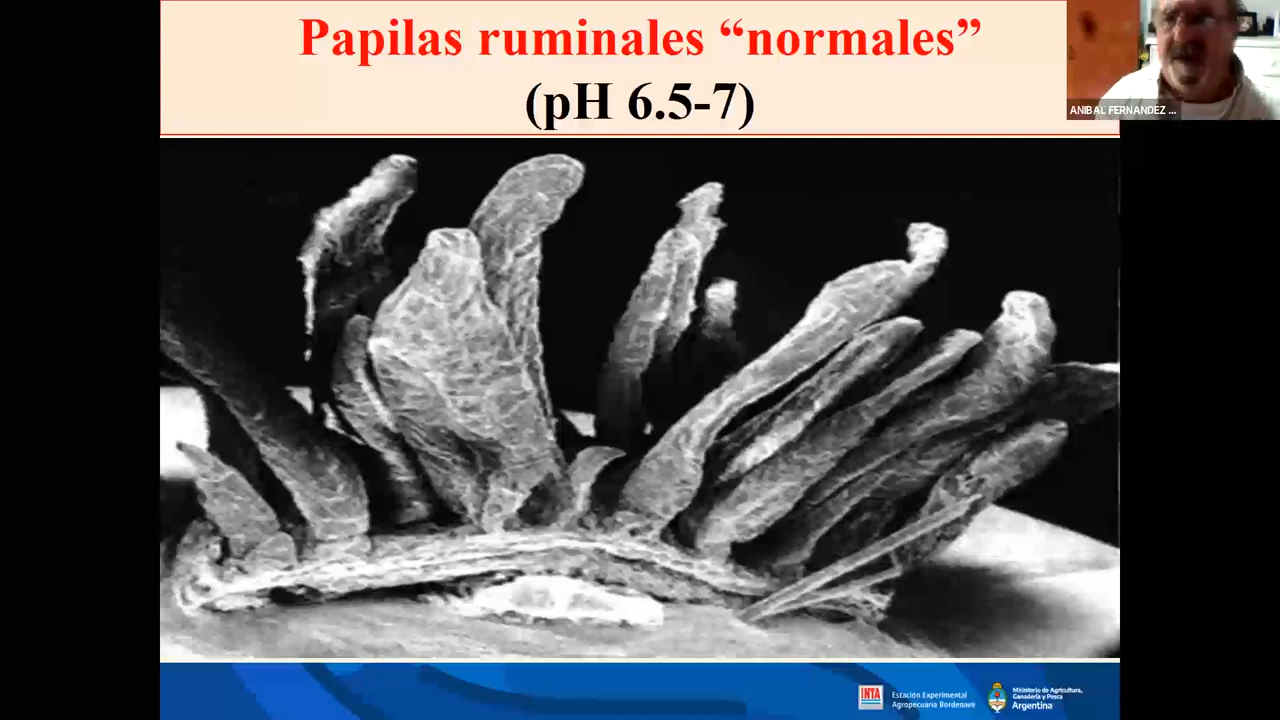 Papilas ruminales “normales”
(pH 6.5-7)
ANIBAL FERNANDEZ ...
INTA
Estación Experimental
Agropecuaria Bordenave
Ministerio de Agricultura,
Ganadería y Pesca
Argentina